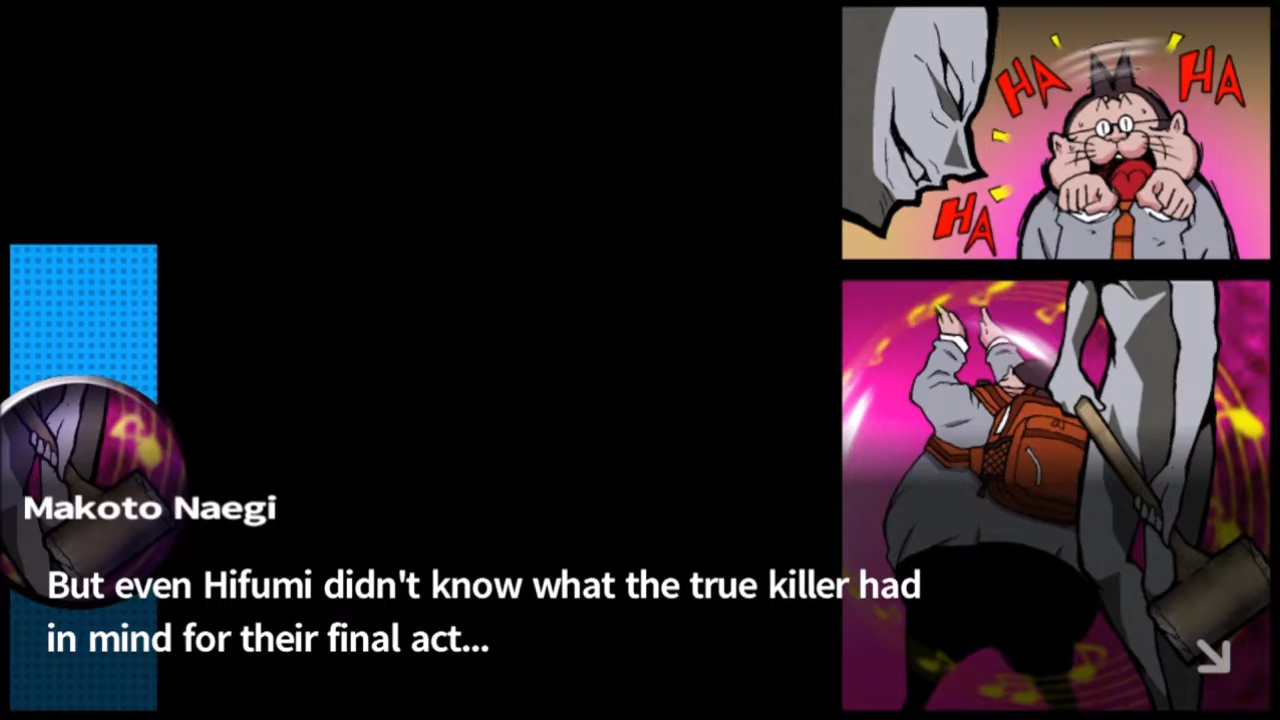 HA
HA
HA
Makoto Naegi
But even Hifumi didn't know what the true killer had
in mind for their final act...